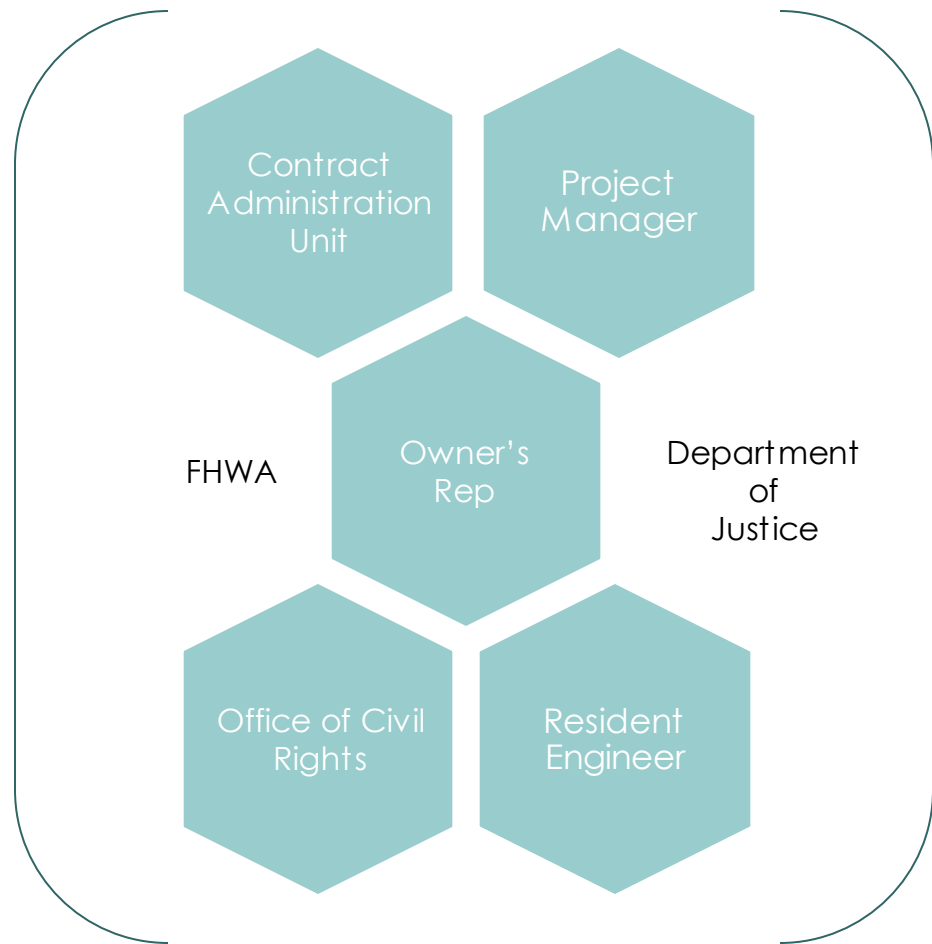 Contract
Administration
Unit
Project
Manager
FHWA
Owner’s
Rep
Department
of
Justice
Office of Civil
Rights
Resident
Engineer